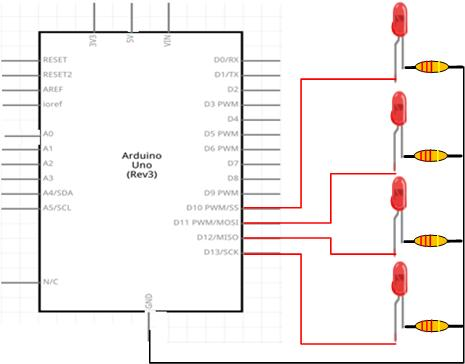 3V3
5V
VIN
RESET
RESET2
AREF
ioref
A0
A1
A2
A3
A4/SDA
A5/SCL
N/C
Arduino
Uno
(Rev3)
D0/RX
D1/TX
D2
D3 PWM
D4
D5 PWM
D6 PWM
D7
D8
D9 PWM
D10 PWM/SS
D11 PWM/MOSI
D12/MISO
D13/SCK
GND